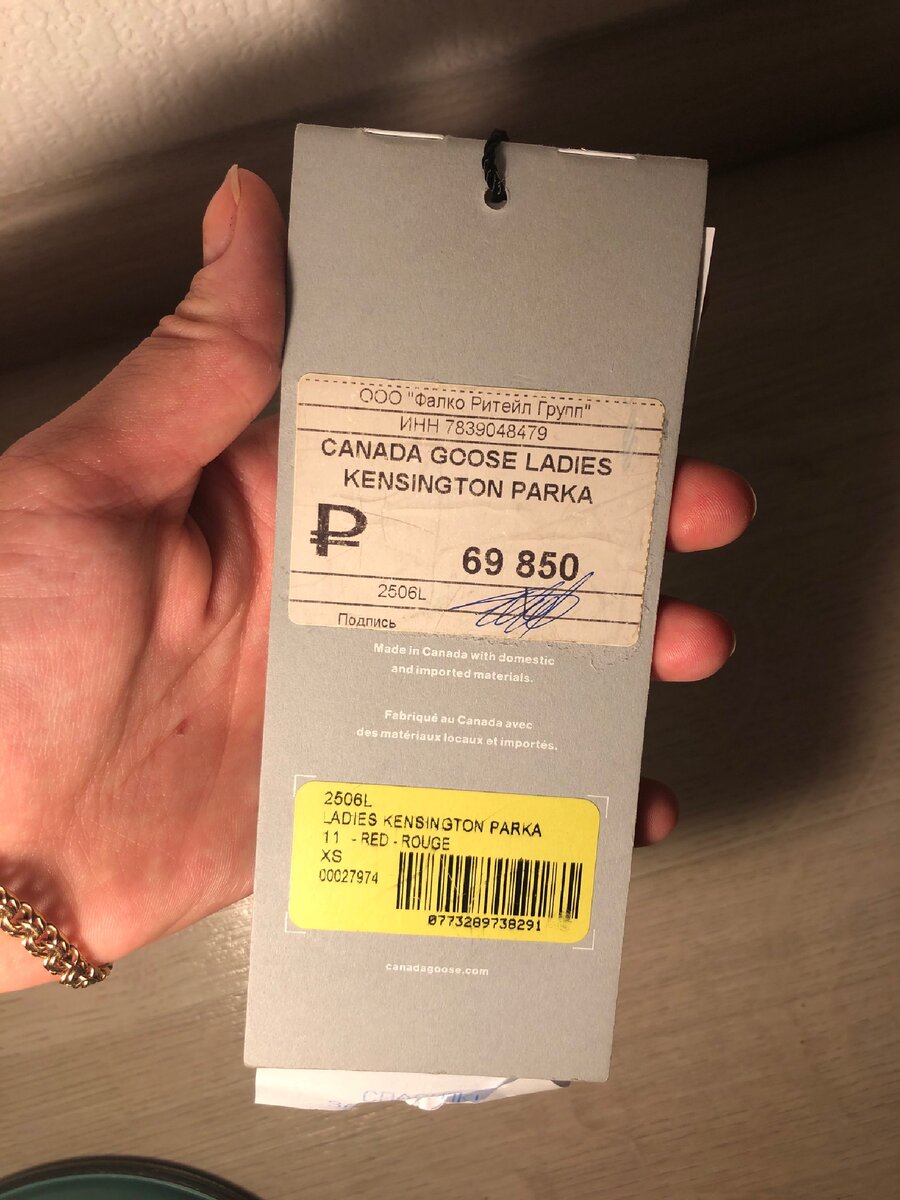 ООО "Фалко Ритейл Групп"
ИНН 7839048479
CANADA GOOSE LADIES
KENSINGTON PARKA
₽
69 850
2506L
Подпись
Made in Canada with domestic
and imported materials.
Fabriqué au Canada avec
des matériaux locaux et importés.
2506L
LADIES KENSINGTON PARKA
11 - RED - ROUGE
XS
00027974
0773289738291
canadagoose.com